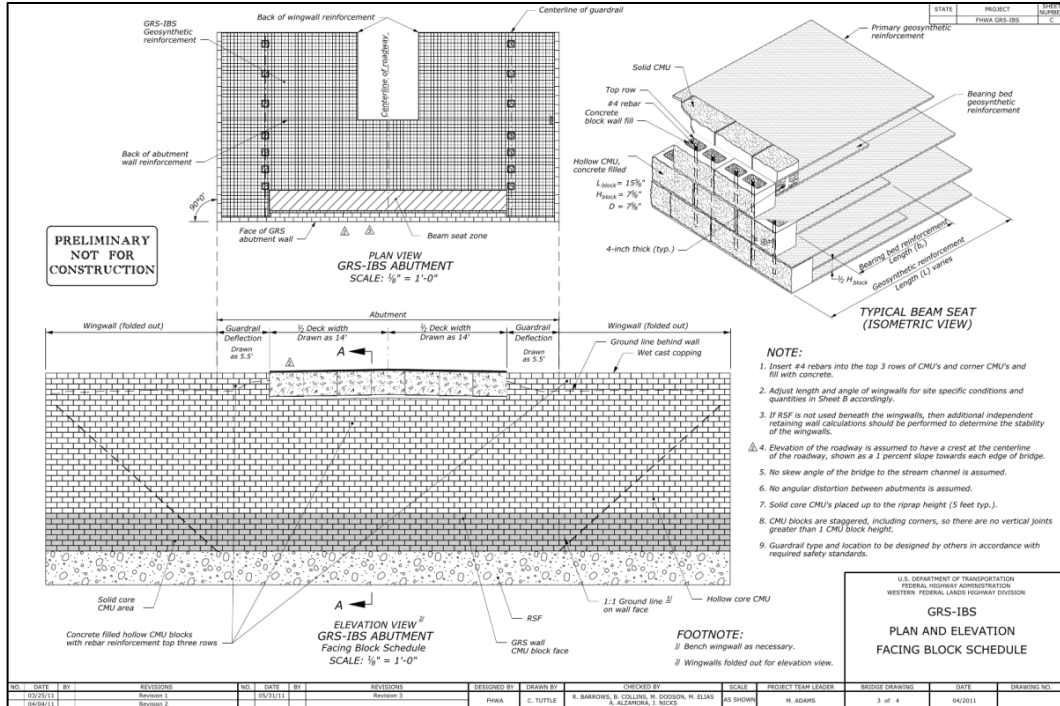 STATE PROJECT SHEET NUMBER
FHWA GRS-IBS C
GRS-IBS
Geosynthetic
reinforcement
Back of wingwall reinforcement
Centerline of guardrail
Centerline of roadway
Back of abutment
wall reinforcement
90°0'
Face of GRS
abutment wall
Beam seat zone
2 3
PLAN VIEW
GRS-IBS ABUTMENT
SCALE: ⅛" = 1'-0"
PRELIMINARY
NOT FOR
CONSTRUCTION
Primary geosynthetic
reinforcement
Solid CMU
Top row
#4 rebar
Concrete
block wall fill
Bearing bed
geosynthetic
reinforcement
Hollow CMU,
concrete filled
L block = 15⅝"
H block = 7⅝"
D = 7⅝"
4-inch thick (typ.)
½ H block
Bearing bed reinforcement
Length (br)
Geosynthetic reinforcement
Length (L) varies
TYPICAL BEAM SEAT
(ISOMETRIC VIEW)
Abutment
Wingwall (folded out)
Guardrail
Deflection
Drawn
as 5.5'
½ Deck width
Drawn as 14'
½ Deck width
Drawn as 14'
Guardrail
Deflection
Drawn
as 5.5'
Wingwall (folded out)
A
2
Ground line behind wall
Wet cast copping
Solid core
CMU area
Concrete filled hollow CMU blocks
with rebar reinforcement top three rows
A
ELEVATION VIEW 2/
GRS-IBS ABUTMENT
Facing Block Schedule
SCALE: ⅛" = 1'-0"
RSF
GRS wall
CMU block face
1:1 Ground line 1/
on wall face
Hollow core CMU
NOTE:
1. Insert #4 rebars into the top 3 rows of CMU's and corner CMU's and
fill with concrete.
2. Adjust length and angle of wingwalls for site specific conditions and
quantities in Sheet B accordingly.
3. If RSF is not used beneath the wingwalls, then additional independent
retaining wall calculations should be performed to determine the stability
of the wingwalls.
2 4. Elevation of the roadway is assumed to have a crest at the centerline
of the roadway, shown as a 1 percent slope towards each edge of bridge.
5. No skew angle of the bridge to the stream channel is assumed.
6. No angular distortion between abutments is assumed.
7. Solid core CMU's placed up to the riprap height (5 feet typ.)
8. CMU blocks are staggered, including corners, so there are no vertical joints
greater than 1 CMU block height.
9. Guardrail type and location to be designed by others in accordance with
required safety standards.
FOOTNOTE:
1/ Bench wingwall as necessary.
2/ Wingwalls folded out for elevation view.
U.S. DEPARTMENT OF TRANSPORTATION
FEDERAL HIGHWAY ADMINISTRATION
WESTERN FEDERAL LANDS HIGHWAY DIVISION
GRS-IBS
PLAN AND ELEVATION
FACING BLOCK SCHEDULE
NO. DATE BY REVISIONS NO. DATE BY REVISIONS DESIGNED BY DRAWN BY CHECKED BY SCALE PROJECT TEAM LEADER BRIDGE DRAWING DATE DRAWING NO.
03/25/11 Revision 1 05/31/11 Revision 3 FHWA C. TUTTLE R. BARROWS, B. COLLINS, M. DODSON, M. ELIAS AS SHOWN M. ADAMS 3 of 4 04/2011
04/04/11 Revision 2 A. ALZAMORA, J. NICKS